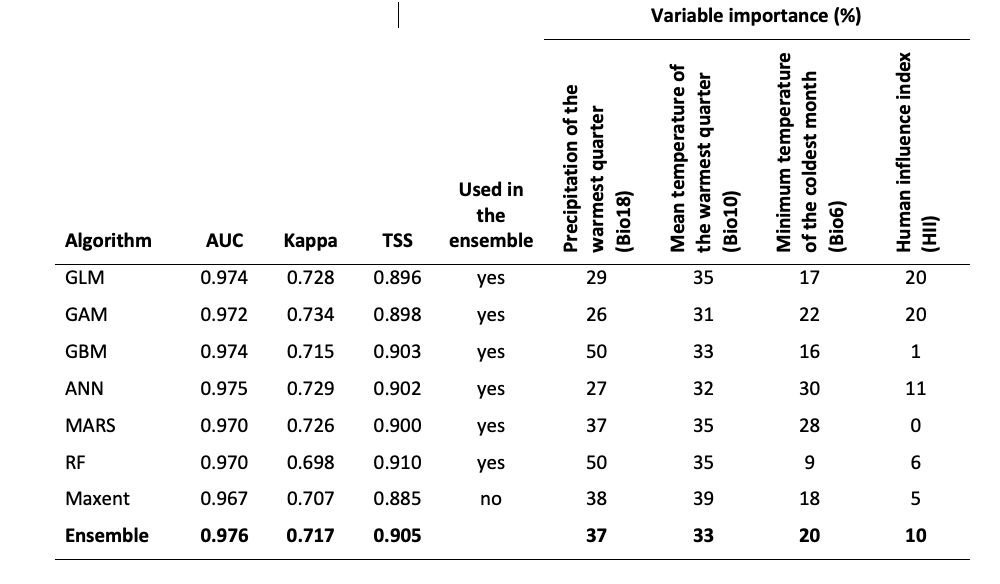 Variable importance (%)
Algorithm AUC Kappa TSS Used in the ensemble Precipitation of the warmest quarter (Bio18) Mean temperature of the warmest quarter (Bio10) Minimum temperature of the coldest month (Bio6) Human influence index (HII)
GLM 0.974 0.728 0.896 yes 29 35 17 20
GAM 0.972 0.734 0.898 yes 26 31 22 20
GBM 0.974 0.715 0.903 yes 50 33 16 1
ANN 0.975 0.729 0.902 yes 27 32 30 11
MARS 0.970 0.726 0.900 yes 37 35 28 0
RF 0.970 0.698 0.910 yes 50 35 9 6
Maxent 0.967 0.707 0.885 no 38 39 18 5
Ensemble 0.976 0.717 0.905 37 33 20 10